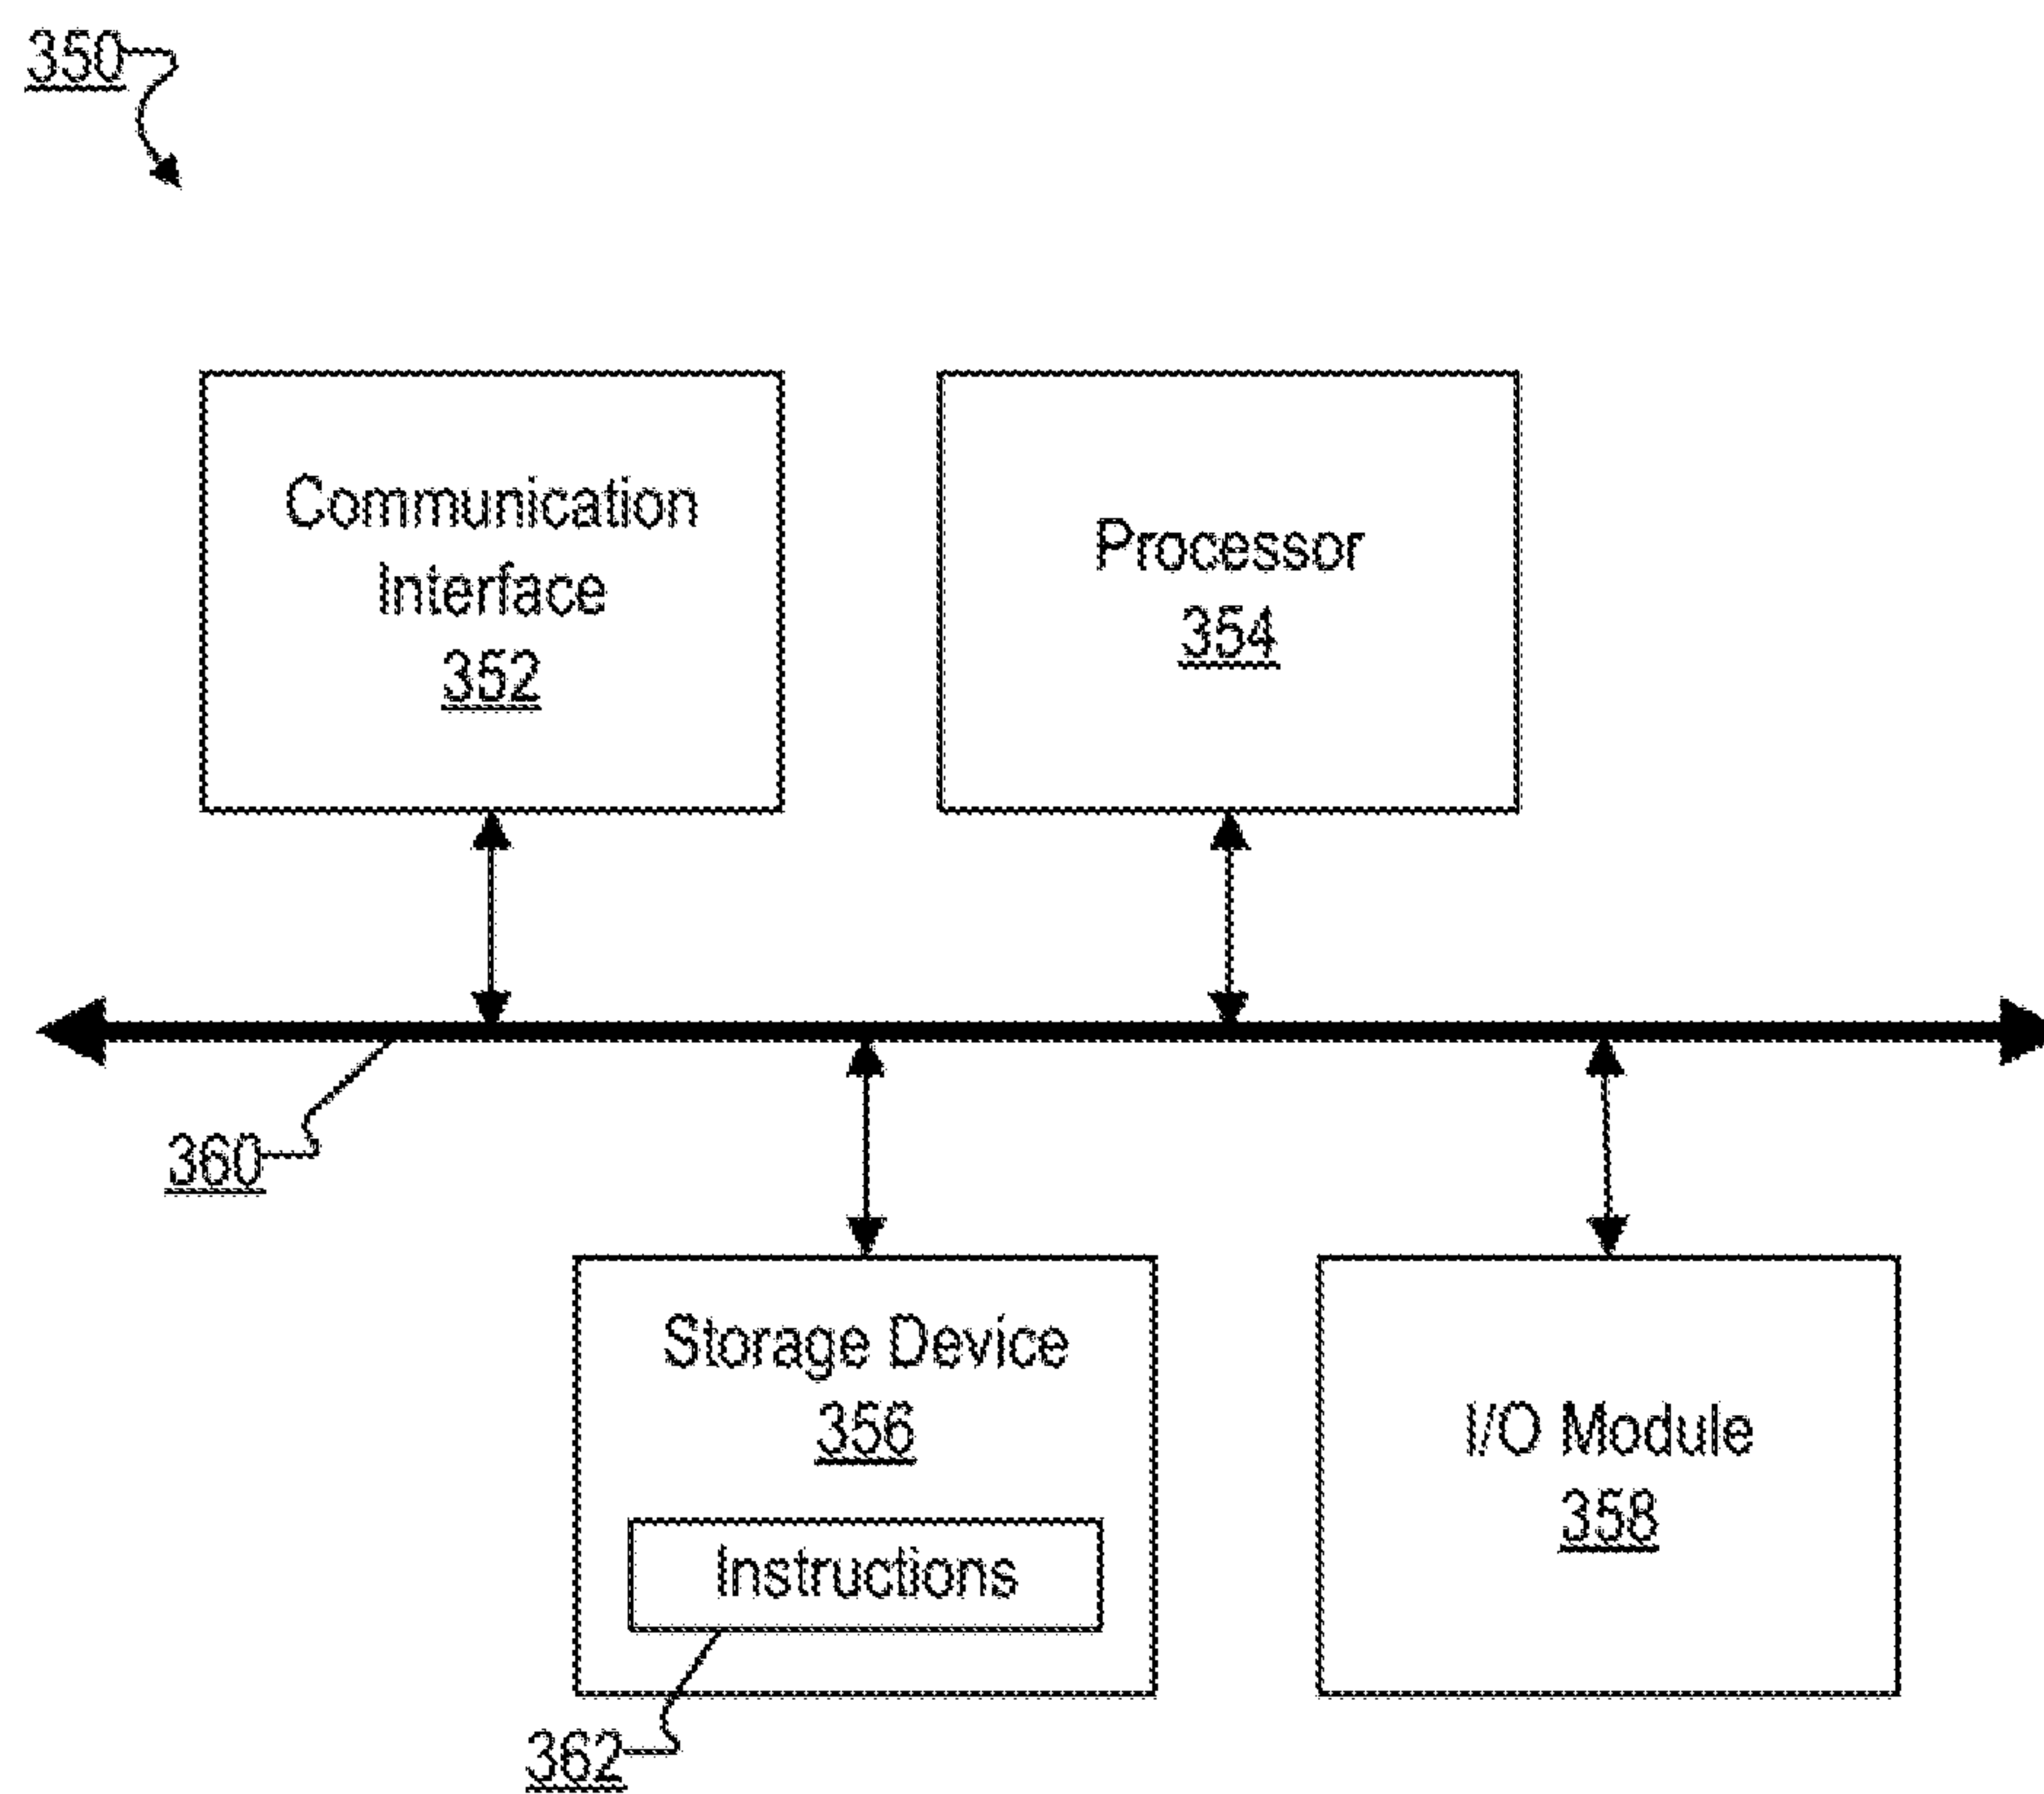 350
Communication
Interface
352
Processor
354
360
Storage Device
356
Instructions
362
I/O Module
358